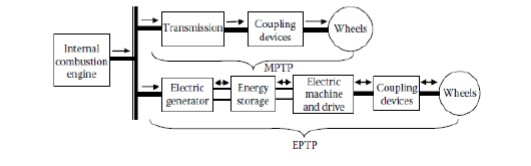 Transmission
Coupling
devices
Wheels
Internal
combustion
engine
MPTP
Electric
generator
Energy
storage
Electric
machine
and drive
Coupling
devices
Wheels
EPTP